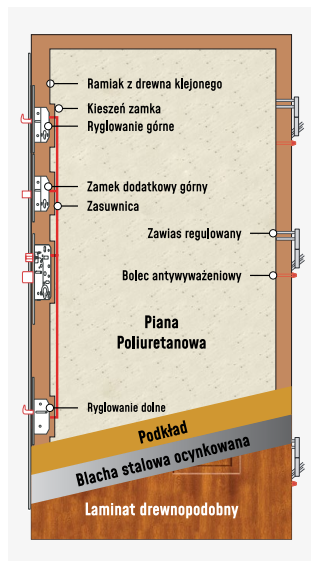 Ramiak z drewna klejonego
Kieszeń zamka
Ryglowanie górne
Zamek dodatkowy górny
Zasuwnica
Zawias regulowany
Bolec antywyważeniowy
Piana
Poliuretanowa
Ryglowanie dolne
Podkład
Blacha stalowa ocynkowana
Laminat drewnopodobny